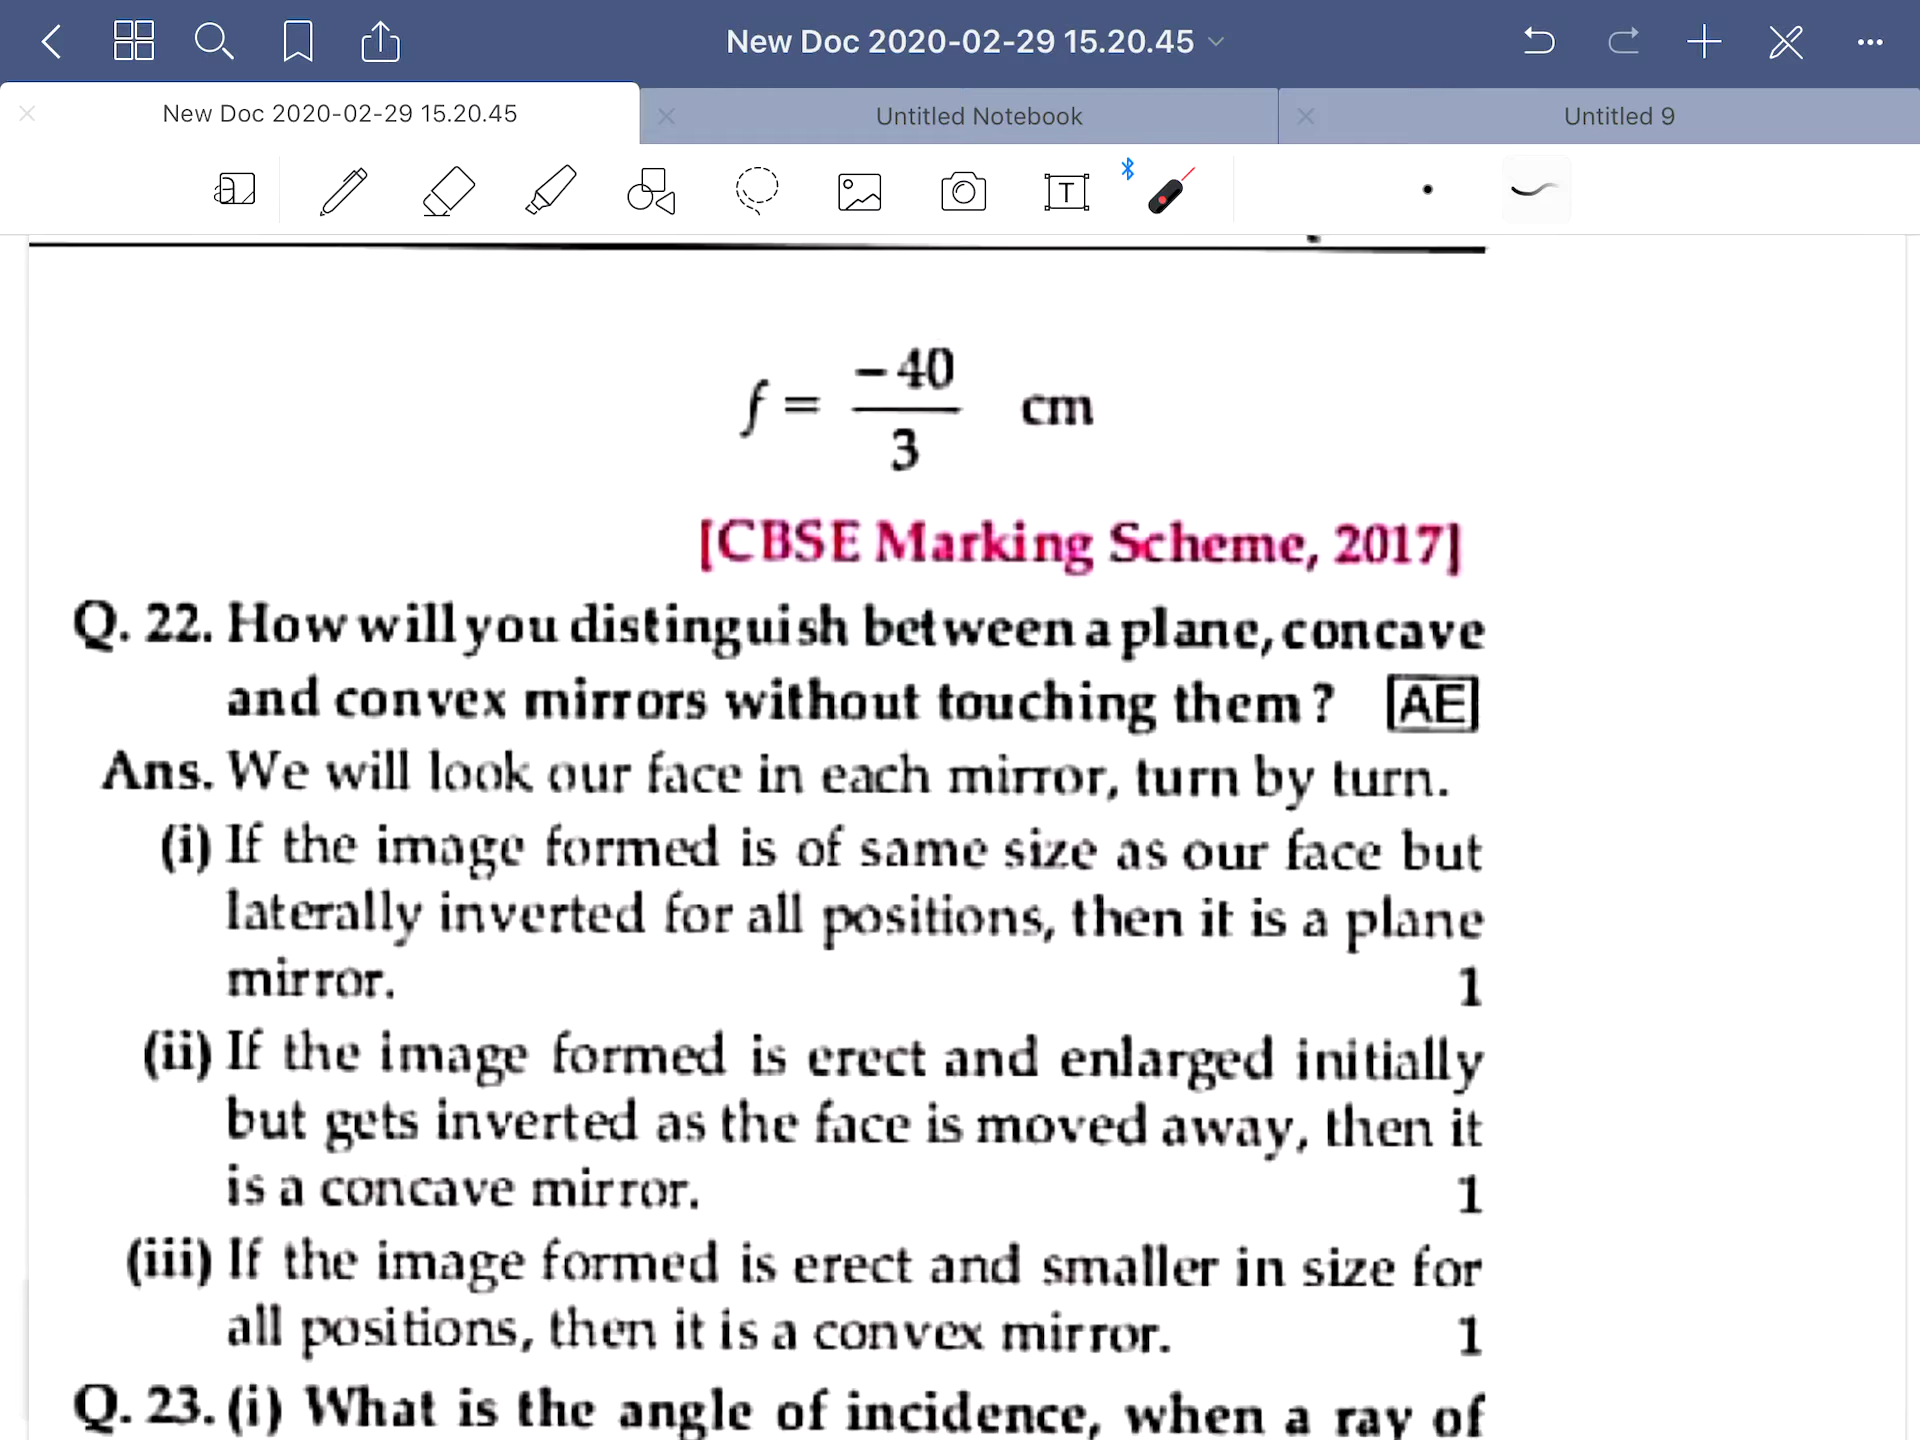 New Doc 2020-02-29 15.20.45
New Doc 2020-02-29 15.20.45
Untitled Notebook
Untitled 9
f = -40/3 cm
[CBSE Marking Scheme, 2017]
Q. 22. How will you distinguish between a plane, concave
and convex mirrors without touching them? AE
Ans. We will look our face in each mirror, turn by turn.
(i) If the image formed is of same size as our face but
laterally inverted for all positions, then it is a plane
mirror. 1
(ii) If the image formed is erect and enlarged initially
but gets inverted as the face is moved away, then it
is a concave mirror. 1
(iii) If the image formed is erect and smaller in size for
all positions, then it is a convex mirror. 1
Q. 23. (i) What is the angle of incidence, when a ray of